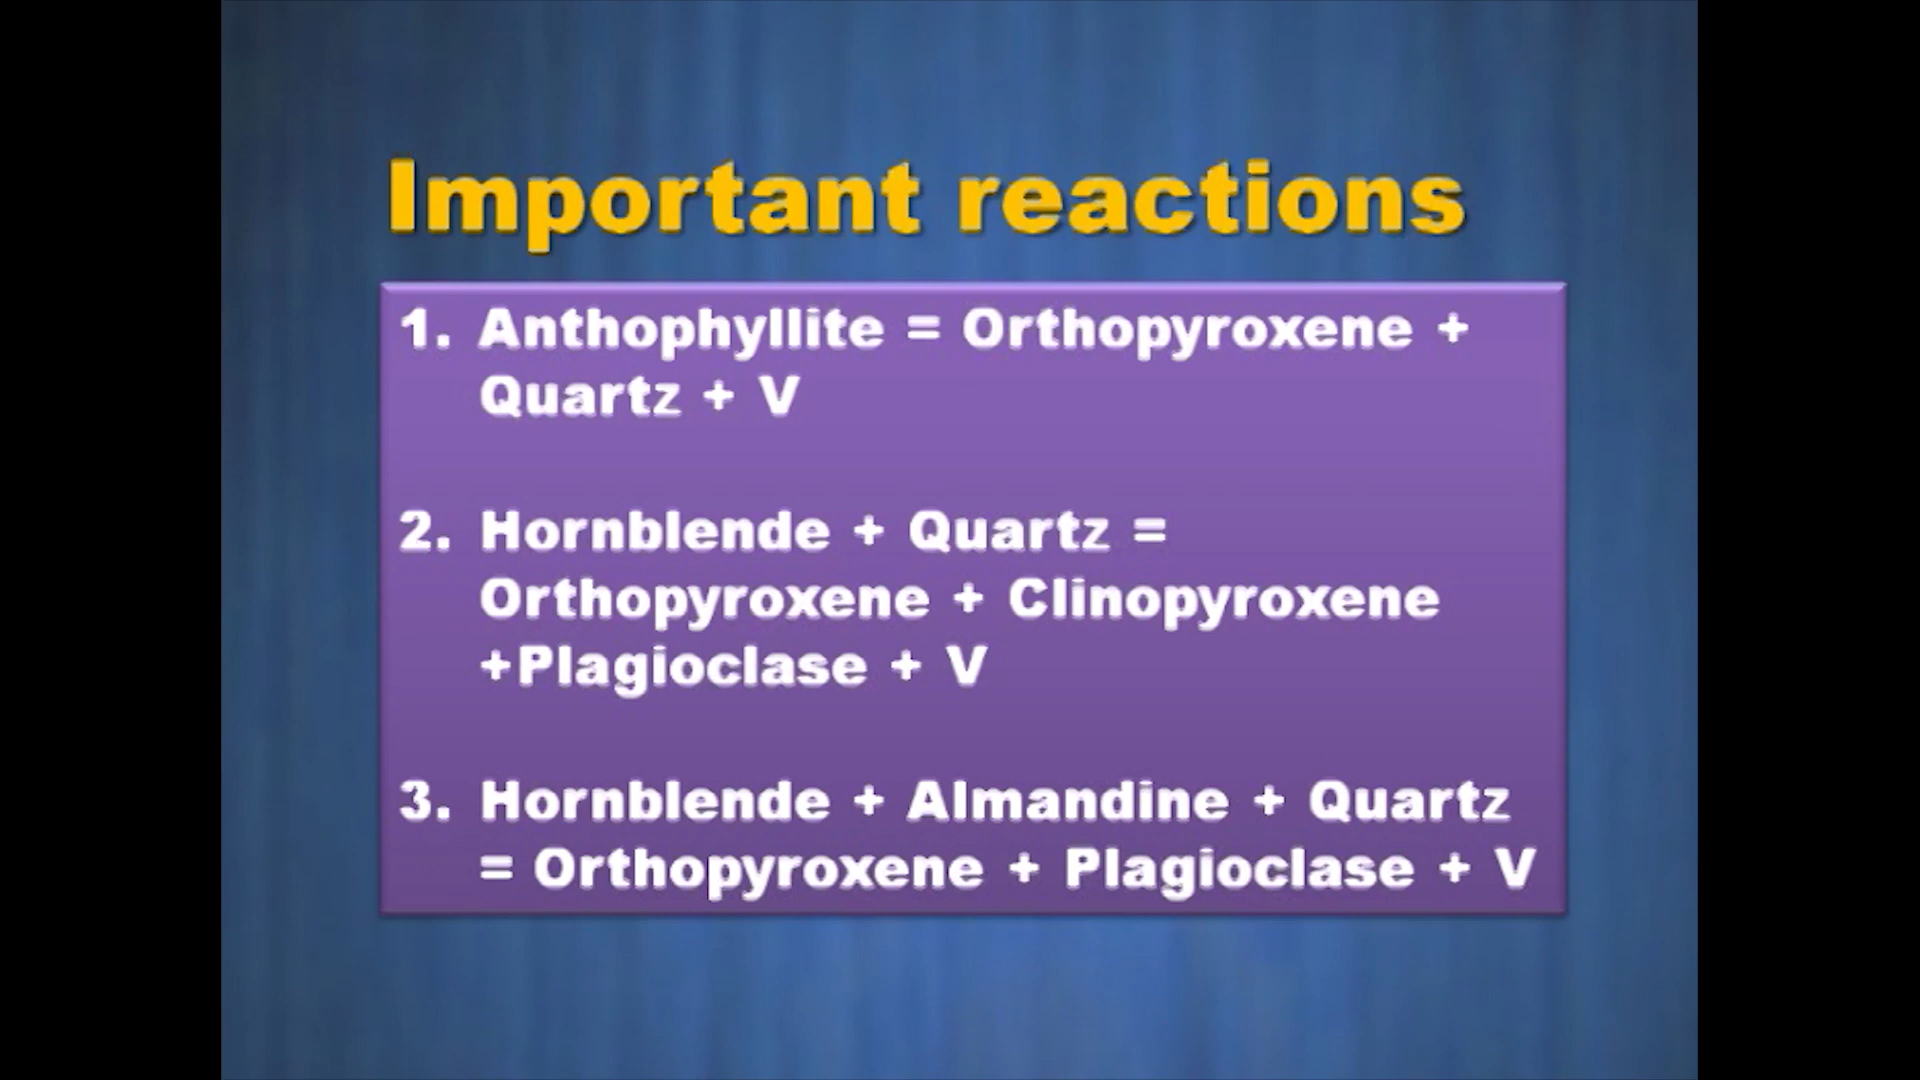 Important reactions
1. Anthophyllite = Orthopyroxene +
Quartz + V
2. Hornblende + Quartz =
Orthopyroxene + Clinopyroxene
+Plagioclase + V
3. Hornblende + Almandine + Quartz
= Orthopyroxene + Plagioclase + V